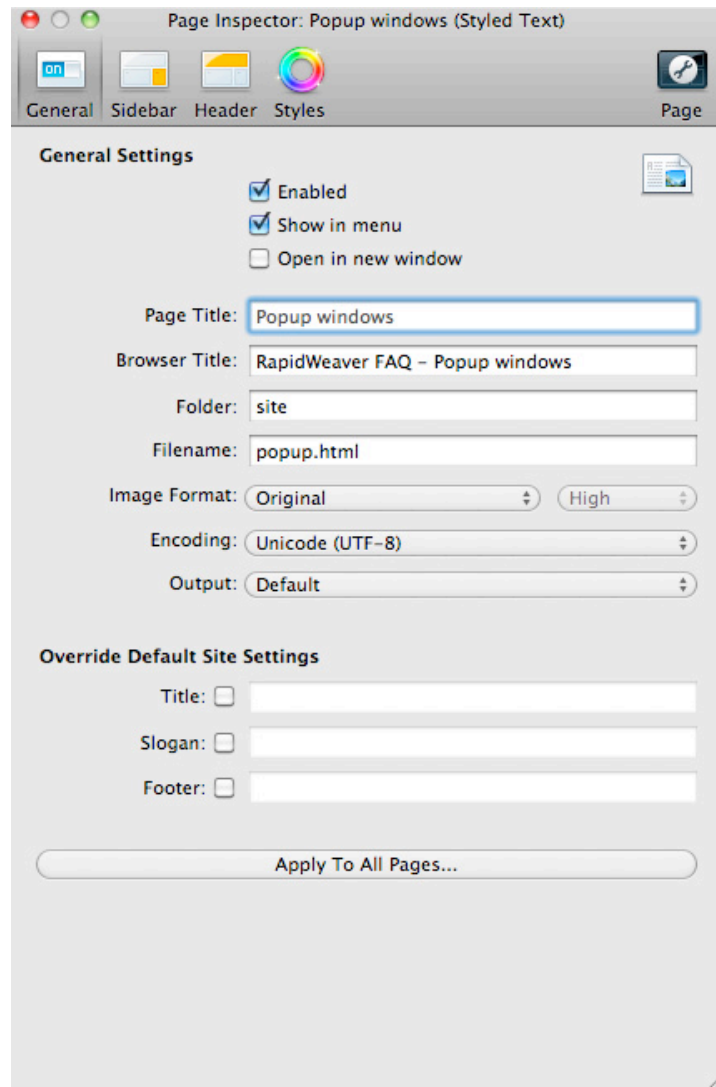 Page Inspector: Popup windows (Styled Text)
on
General Sidebar Header Styles Page
General Settings
Enabled
Show in menu
Open in new window
Page Title: Popup windows
Browser Title: RapidWeaver FAQ - Popup windows
Folder: site
Filename: popup.html
Image Format: Original High
Encoding: Unicode (UTF-8)
Output: Default
Override Default Site Settings
Title:
Slogan:
Footer:
Apply To All Pages...